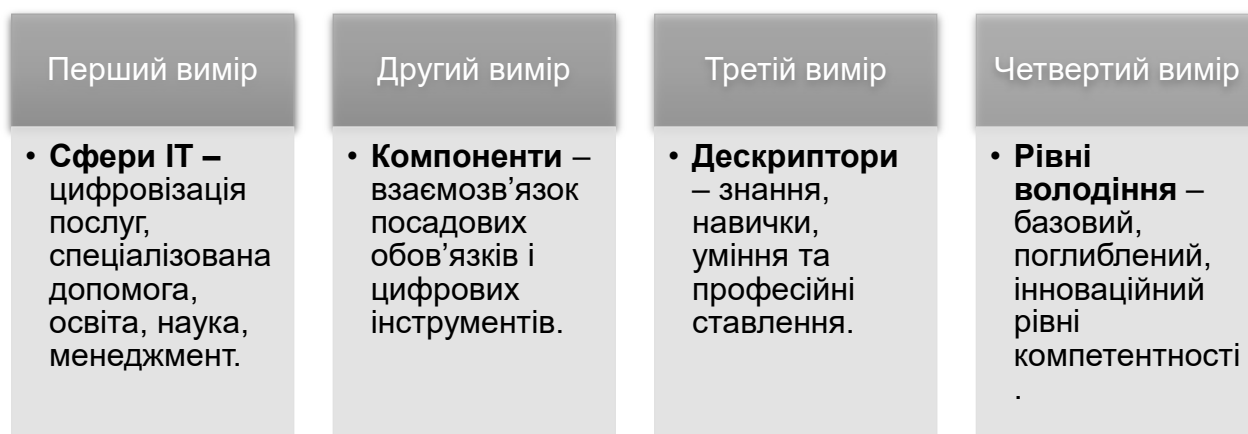 Перший вимір
• Сфери ІТ –
цифровізація
послуг,
спеціалізована
допомога,
освіта, наука,
менеджмент.
Другий вимір
• Компоненти –
взаємозв’язок
посадових
обов’язків і
цифрових
інструментів.
Третій вимір
• Дескриптори
– знання,
навички,
уміння та
професійні
ставлення.
Четвертий вимір
• Рівні
володіння –
базовий,
поглиблений,
інноваційний
рівні
компетентності
.